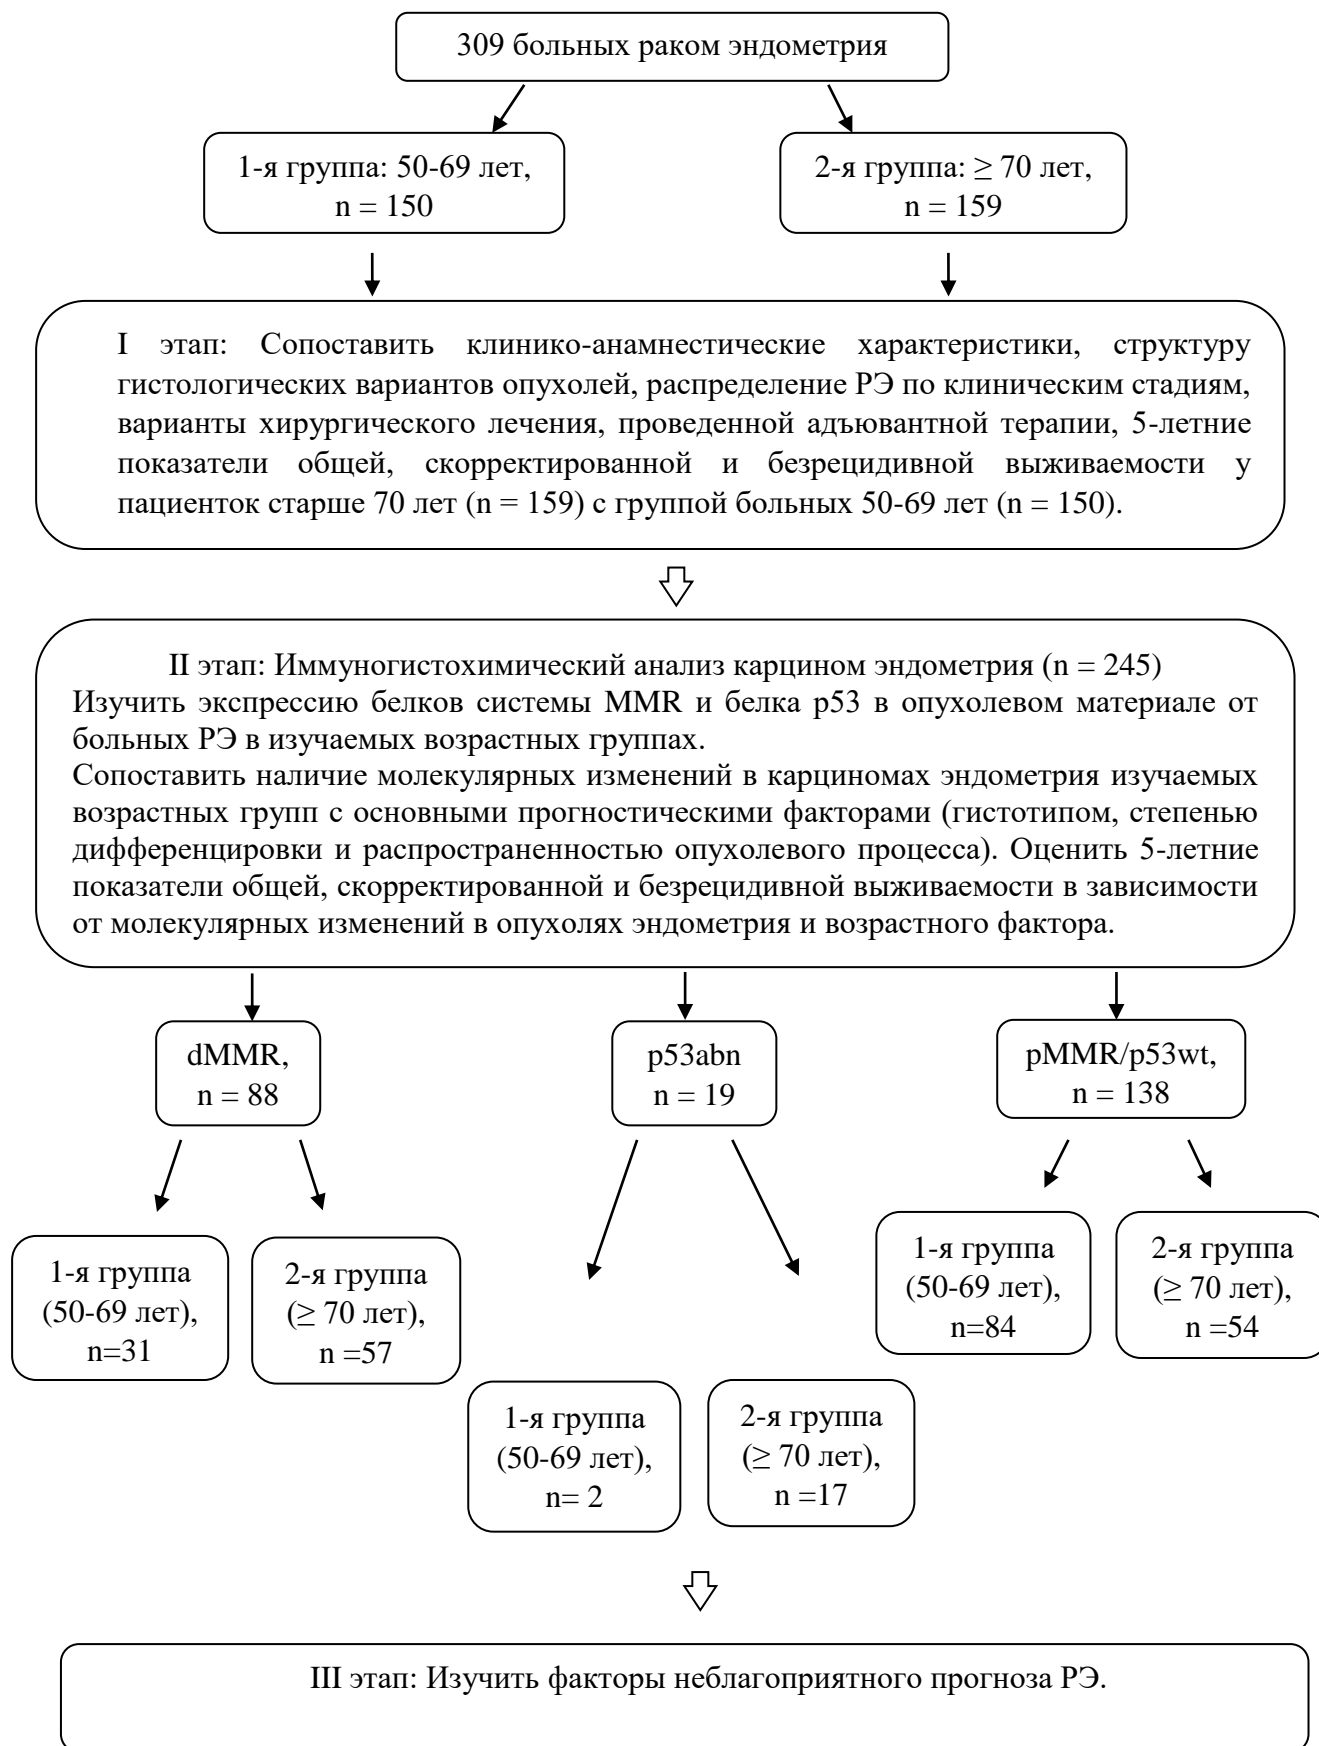 309 больных раком эндометрия
1-я группа: 50-69 лет,
n = 150
2-я группа: ≥ 70 лет,
n = 159
I этап: Сопоставить клинико-анамнестические характеристики, структуру
гистологических вариантов опухолей, распределение РЭ по клиническим стадиям,
варианты хирургического лечения, проведенной адъювантной терапии, 5-летние
показатели общей, скорректированной и безрецидивной выживаемости у
пациенток старше 70 лет (n = 159) с группой больных 50-69 лет (n = 150).
II этап: Иммуногистохимический анализ карцином эндометрия (n = 245)
Изучить экспрессию белков системы MMR и белка p53 в опухолевом материале от
больных РЭ в изучаемых возрастных группах.
Сопоставить наличие молекулярных изменений в карциномах эндометрия изучаемых
возрастных групп с основными прогностическими факторами (гистотипом, степенью
дифференцировки и распространенностью опухолевого процесса). Оценить 5-летние
показатели общей, скорректированной и безрецидивной выживаемости в зависимости
от молекулярных изменений в опухолях эндометрия и возрастного фактора.
dMMR,
n = 88
p53abn
n = 19
pMMR/p53wt,
n = 138
1-я группа
(50-69 лет),
n=31
2-я группа
(≥ 70 лет),
n =57
1-я группа
(50-69 лет),
n= 2
2-я группа
(≥ 70 лет),
n =17
1-я группа
(50-69 лет),
n=84
2-я группа
(≥ 70 лет),
n =54
III этап: Изучить факторы неблагоприятного прогноза РЭ.